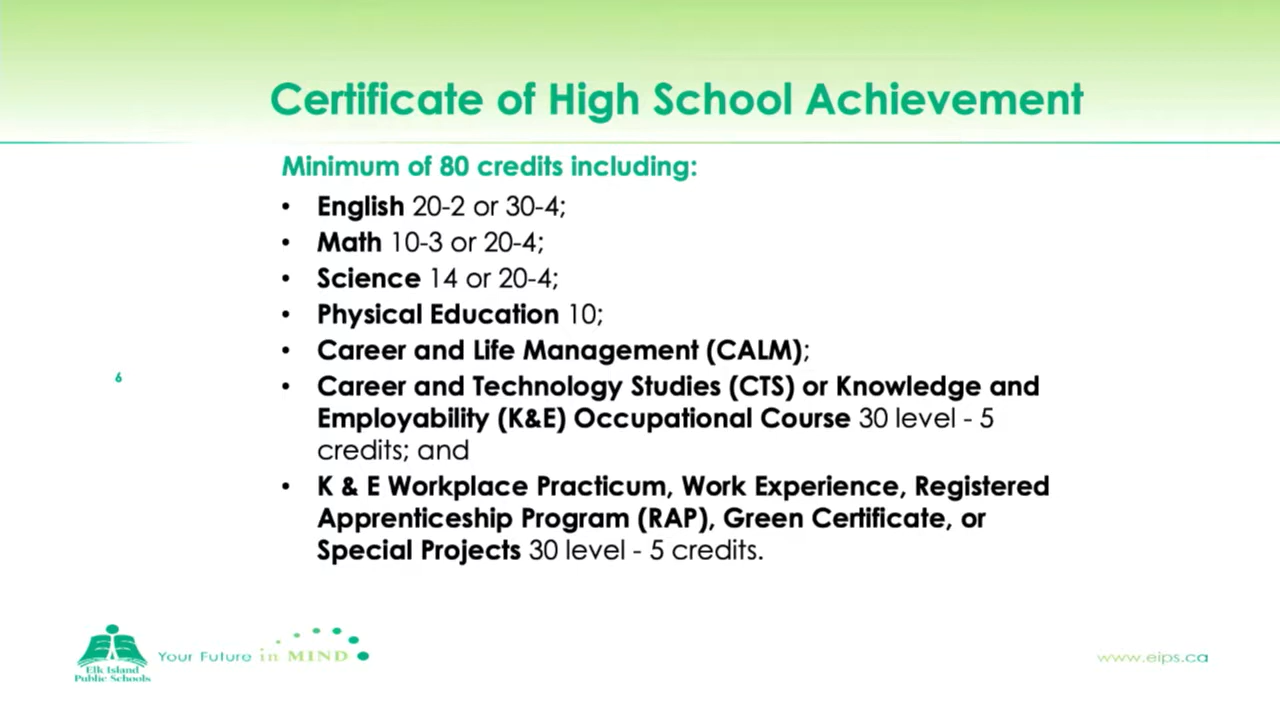 Certificate of High School Achievement
Minimum of 80 credits including:
• English 20-2 or 30-4;
• Math 10-3 or 20-4;
• Science 14 or 20-4;
• Physical Education 10;
• Career and Life Management (CALM);
• Career and Technology Studies (CTS) or Knowledge and
Employability (K&E) Occupational Course 30 level - 5
credits; and
• K & E Workplace Practicum, Work Experience, Registered
Apprenticeship Program (RAP), Green Certificate, or
Special Projects 30 level - 5 credits.
6
Elk Island
Public Schools
Your Future in MIND
www.eips.ca